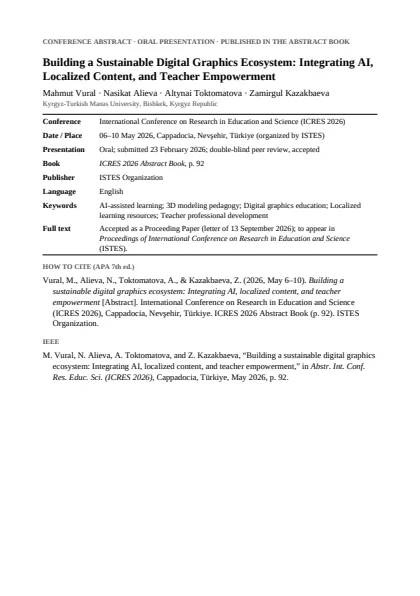 CONFERENCE ABSTRACT · ORAL PRESENTATION · PUBLISHED IN THE ABSTRACT BOOK
Building a Sustainable Digital Graphics Ecosystem: Integrating AI,
Localized Content, and Teacher Empowerment
Mahmut Vural · Nasikat Alieva · Altynai Toktomatova · Zamirgul Kazakbaeva
Kyrgyz-Turkish Manas University, Bishkek, Kyrgyz Republic
Conference International Conference on Research in Education and Science (ICRES 2026)
Date / Place 06–10 May 2026, Cappadocia, Nevşehir, Türkiye (organized by ISTES)
Presentation Oral; submitted 23 February 2026; double-blind peer review, accepted
Book ICRES 2026 Abstract Book, p. 92
Publisher ISTES Organization
Language English
Keywords AI-assisted learning; 3D modeling pedagogy; Digital graphics education; Localized
learning resources; Teacher professional development
Full text Accepted as a Proceeding Paper (letter of 13 September 2026); to appear in
Proceedings of International Conference on Research in Education and Science
(ISTES).
HOW TO CITE (APA 7th ed.)
Vural, M., Alieva, N., Toktomatova, A., & Kazakbaeva, Z. (2026, May 6–10). Building a
sustainable digital graphics ecosystem: Integrating AI, localized content, and teacher
empowerment [Abstract]. International Conference on Research in Education and Science
(ICRES 2026), Cappadocia, Nevşehir, Türkiye. ICRES 2026 Abstract Book (p. 92). ISTES
Organization.
IEEE
M. Vural, N. Alieva, A. Toktomatova, and Z. Kazakbaeva, “Building a sustainable digital graphics
ecosystem: Integrating AI, localized content, and teacher empowerment,” in Abstr. Int. Conf.
Res. Educ. Sci. (ICRES 2026), Cappadocia, Türkiye, May 2026, p. 92.